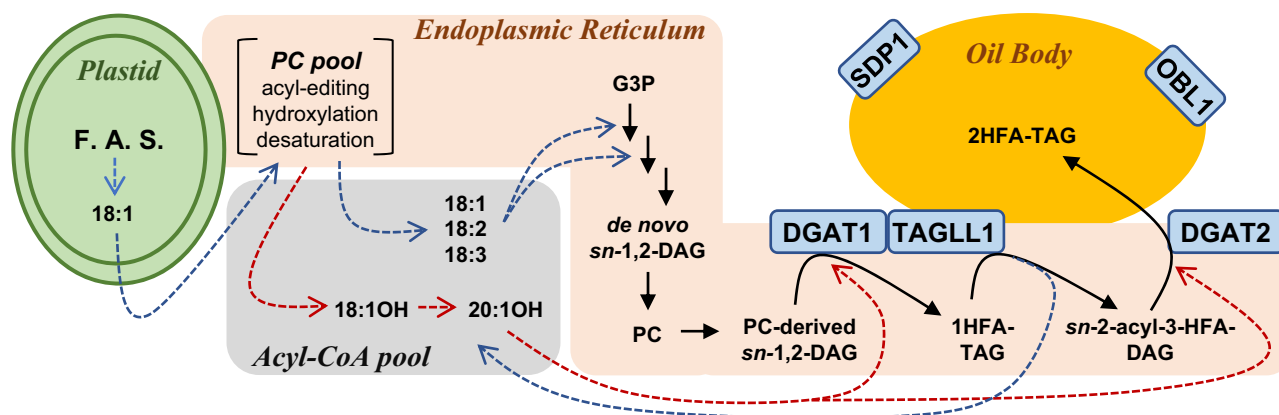 Plastid
F. A. S.
18:1
Endoplasmic Reticulum
PC pool
acyl-editing
hydroxylation
desaturation
18:1
18:2
18:3
18:1OH
20:1OH
Acyl-CoA pool
G3P
de novo
sn-1,2-DAG
PC
PC-derived
sn-1,2-DAG
DGAT1
TAGLL1
1HFA-
TAG
sn-2-acyl-3-HFA-
DAG
DGAT2
Oil Body
SDP1
OBL1
2HFA-TAG